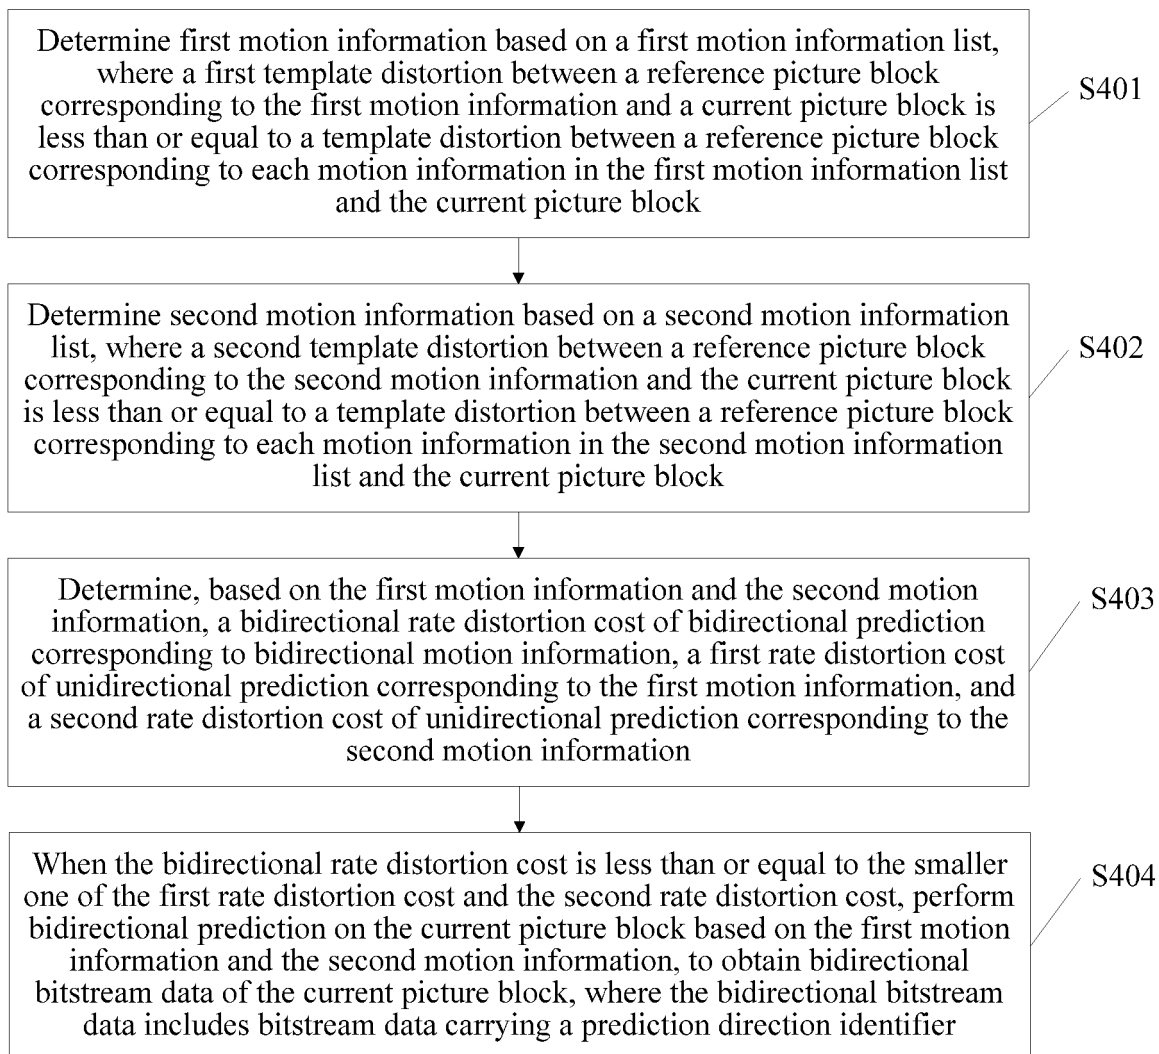 Determine first motion information based on a first motion information list,
where a first template distortion between a reference picture block
corresponding to the first motion information and a current picture block is
less than or equal to a template distortion between a reference picture block
corresponding to each motion information in the first motion information list
and the current picture block
S401
Determine second motion information based on a second motion information
list, where a second template distortion between a reference picture block
corresponding to the second motion information and the current picture block
is less than or equal to a template distortion between a reference picture block
corresponding to each motion information in the second motion information
list and the current picture block
S402
Determine, based on the first motion information and the second motion
information, a bidirectional rate distortion cost of bidirectional prediction
corresponding to bidirectional motion information, a first rate distortion cost
of unidirectional prediction corresponding to the first motion information, and
a second rate distortion cost of unidirectional prediction corresponding to the
second motion information
S403
When the bidirectional rate distortion cost is less than or equal to the smaller
one of the first rate distortion cost and the second rate distortion cost, perform
bidirectional prediction on the current picture block based on the first motion
information and the second motion information, to obtain bidirectional
bitstream data of the current picture block, where the bidirectional bitstream
data includes bitstream data carrying a prediction direction identifier
S404